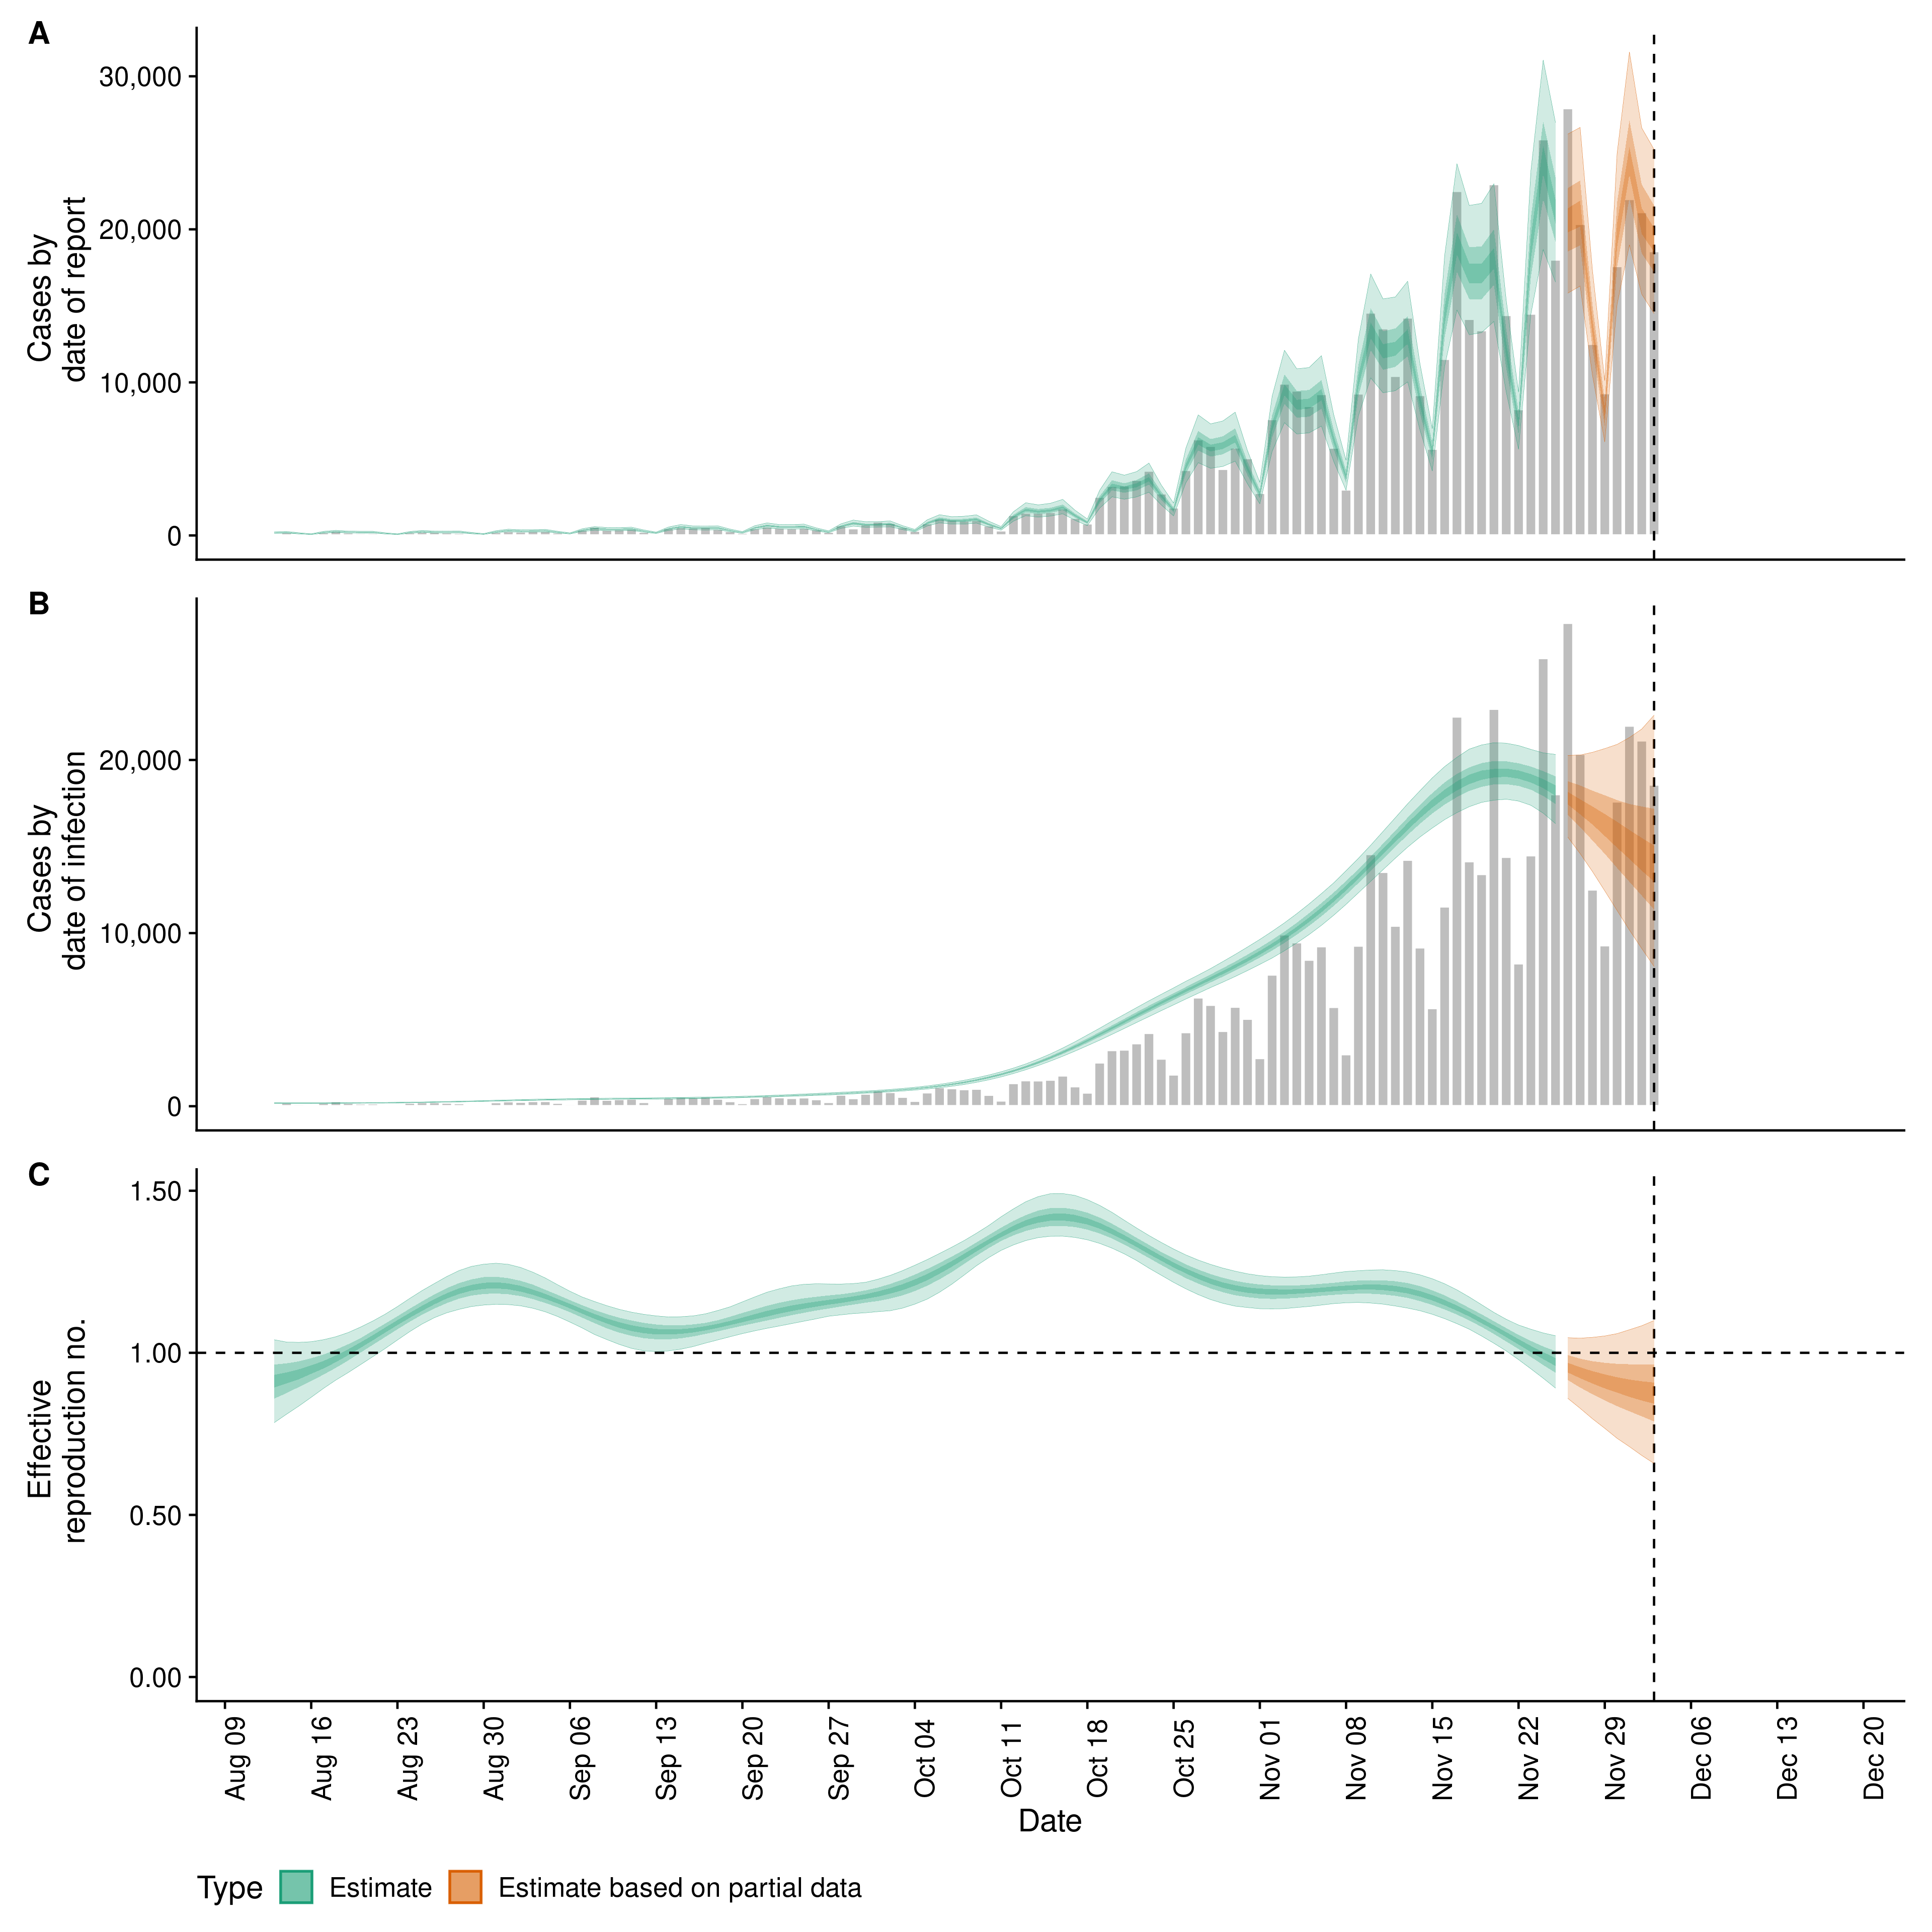 A
Cases by
date of report
30,000
20,000
10,000
0
B
Cases by
date of infection
20,000
10,000
0
C
Effective
reproduction no.
1.50
1.00
0.50
0.00
Aug 09
Aug 16
Aug 23
Aug 30
Sep 06
Sep 13
Sep 20
Sep 27
Oct 04
Oct 11
Oct 18
Oct 25
Nov 01
Nov 08
Nov 15
Nov 22
Nov 29
Dec 06
Dec 13
Dec 20
Date
Type Estimate Estimate based on partial data